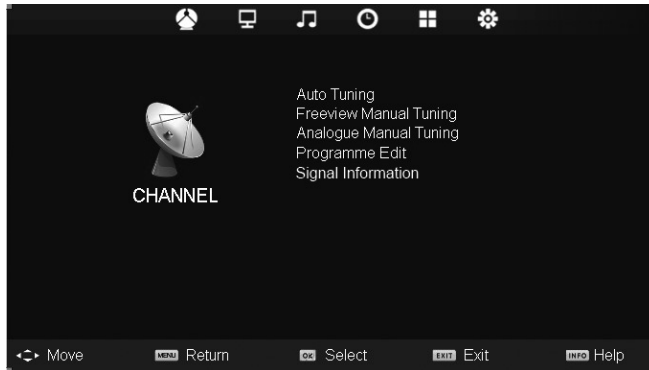 Auto Tuning
Freeview Manual Tuning
Analogue Manual Tuning
Programme Edit
Signal Information
CHANNEL
Move MENU Return OK Select EXIT Exit INFO Help